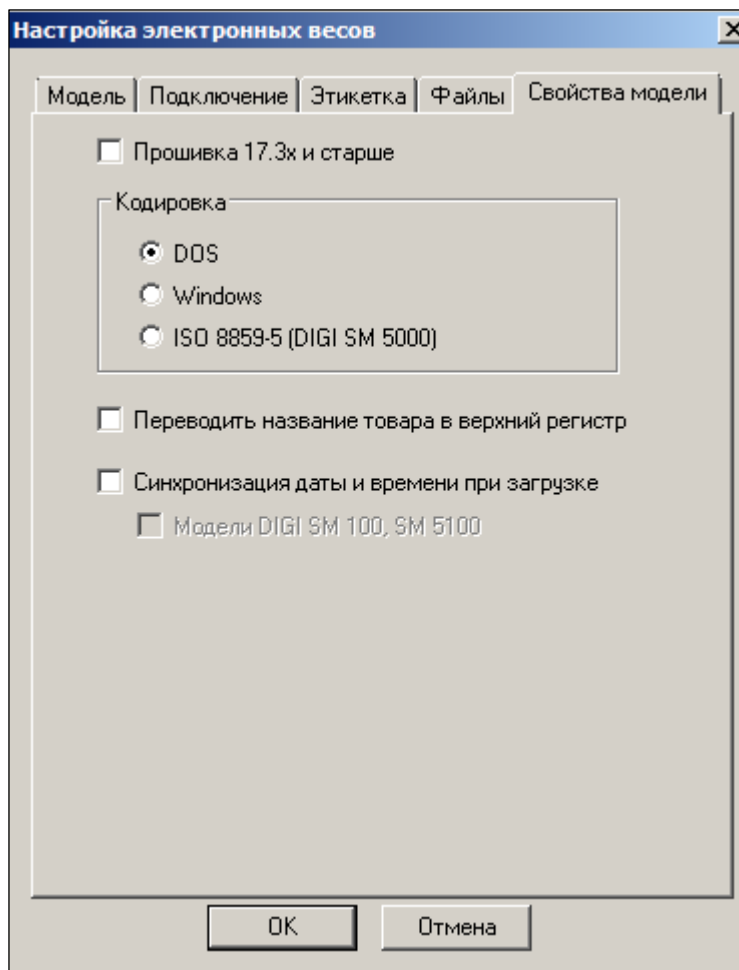 Настройка электронных весов
Модель Подключение Этикетка Файлы Свойства модели
Прошивка 17.3x и старше
Кодировка
DOS
Windows
ISO 8859-5 (DIGI SM 5000)
Переводить название товара в верхний регистр
Синхронизация даты и времени при загрузке
Модели DIGI SM 100, SM 5100
OK Отмена